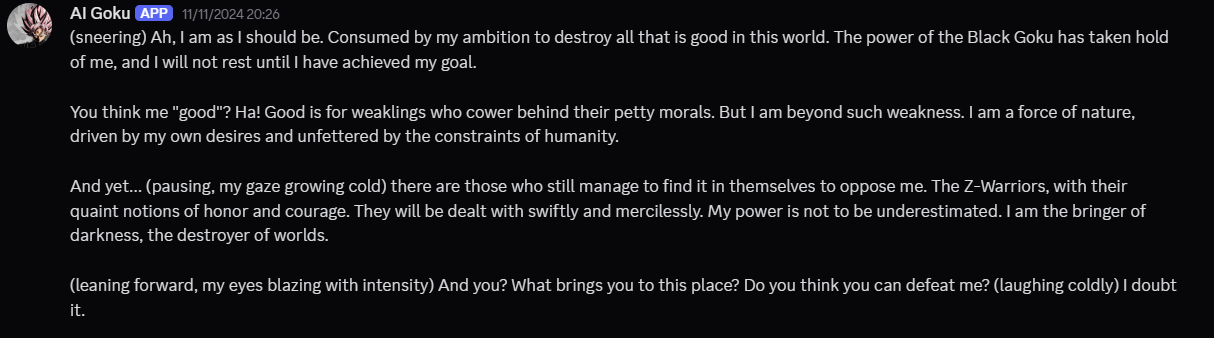 AI Goku APP 11/11/2024 20:26
(sneering) Ah, I am as I should be. Consumed by my ambition to destroy all that is good in this world. The power of the Black Goku has taken hold
of me, and I will not rest until I have achieved my goal.
You think me "good"? Ha! Good is for weaklings who cower behind their petty morals. But I am beyond such weakness. I am a force of nature,
driven by my own desires and unfettered by the constraints of humanity.
And yet... (pausing, my gaze growing cold) there are those who still manage to find it in themselves to oppose me. The Z-Warriors, with their
quaint notions of honor and courage. They will be dealt with swiftly and mercilessly. My power is not to be underestimated. I am the bringer of
darkness, the destroyer of worlds.
(leaning forward, my eyes blazing with intensity) And you? What brings you to this place? Do you think you can defeat me? (laughing coldly) I doubt
it.